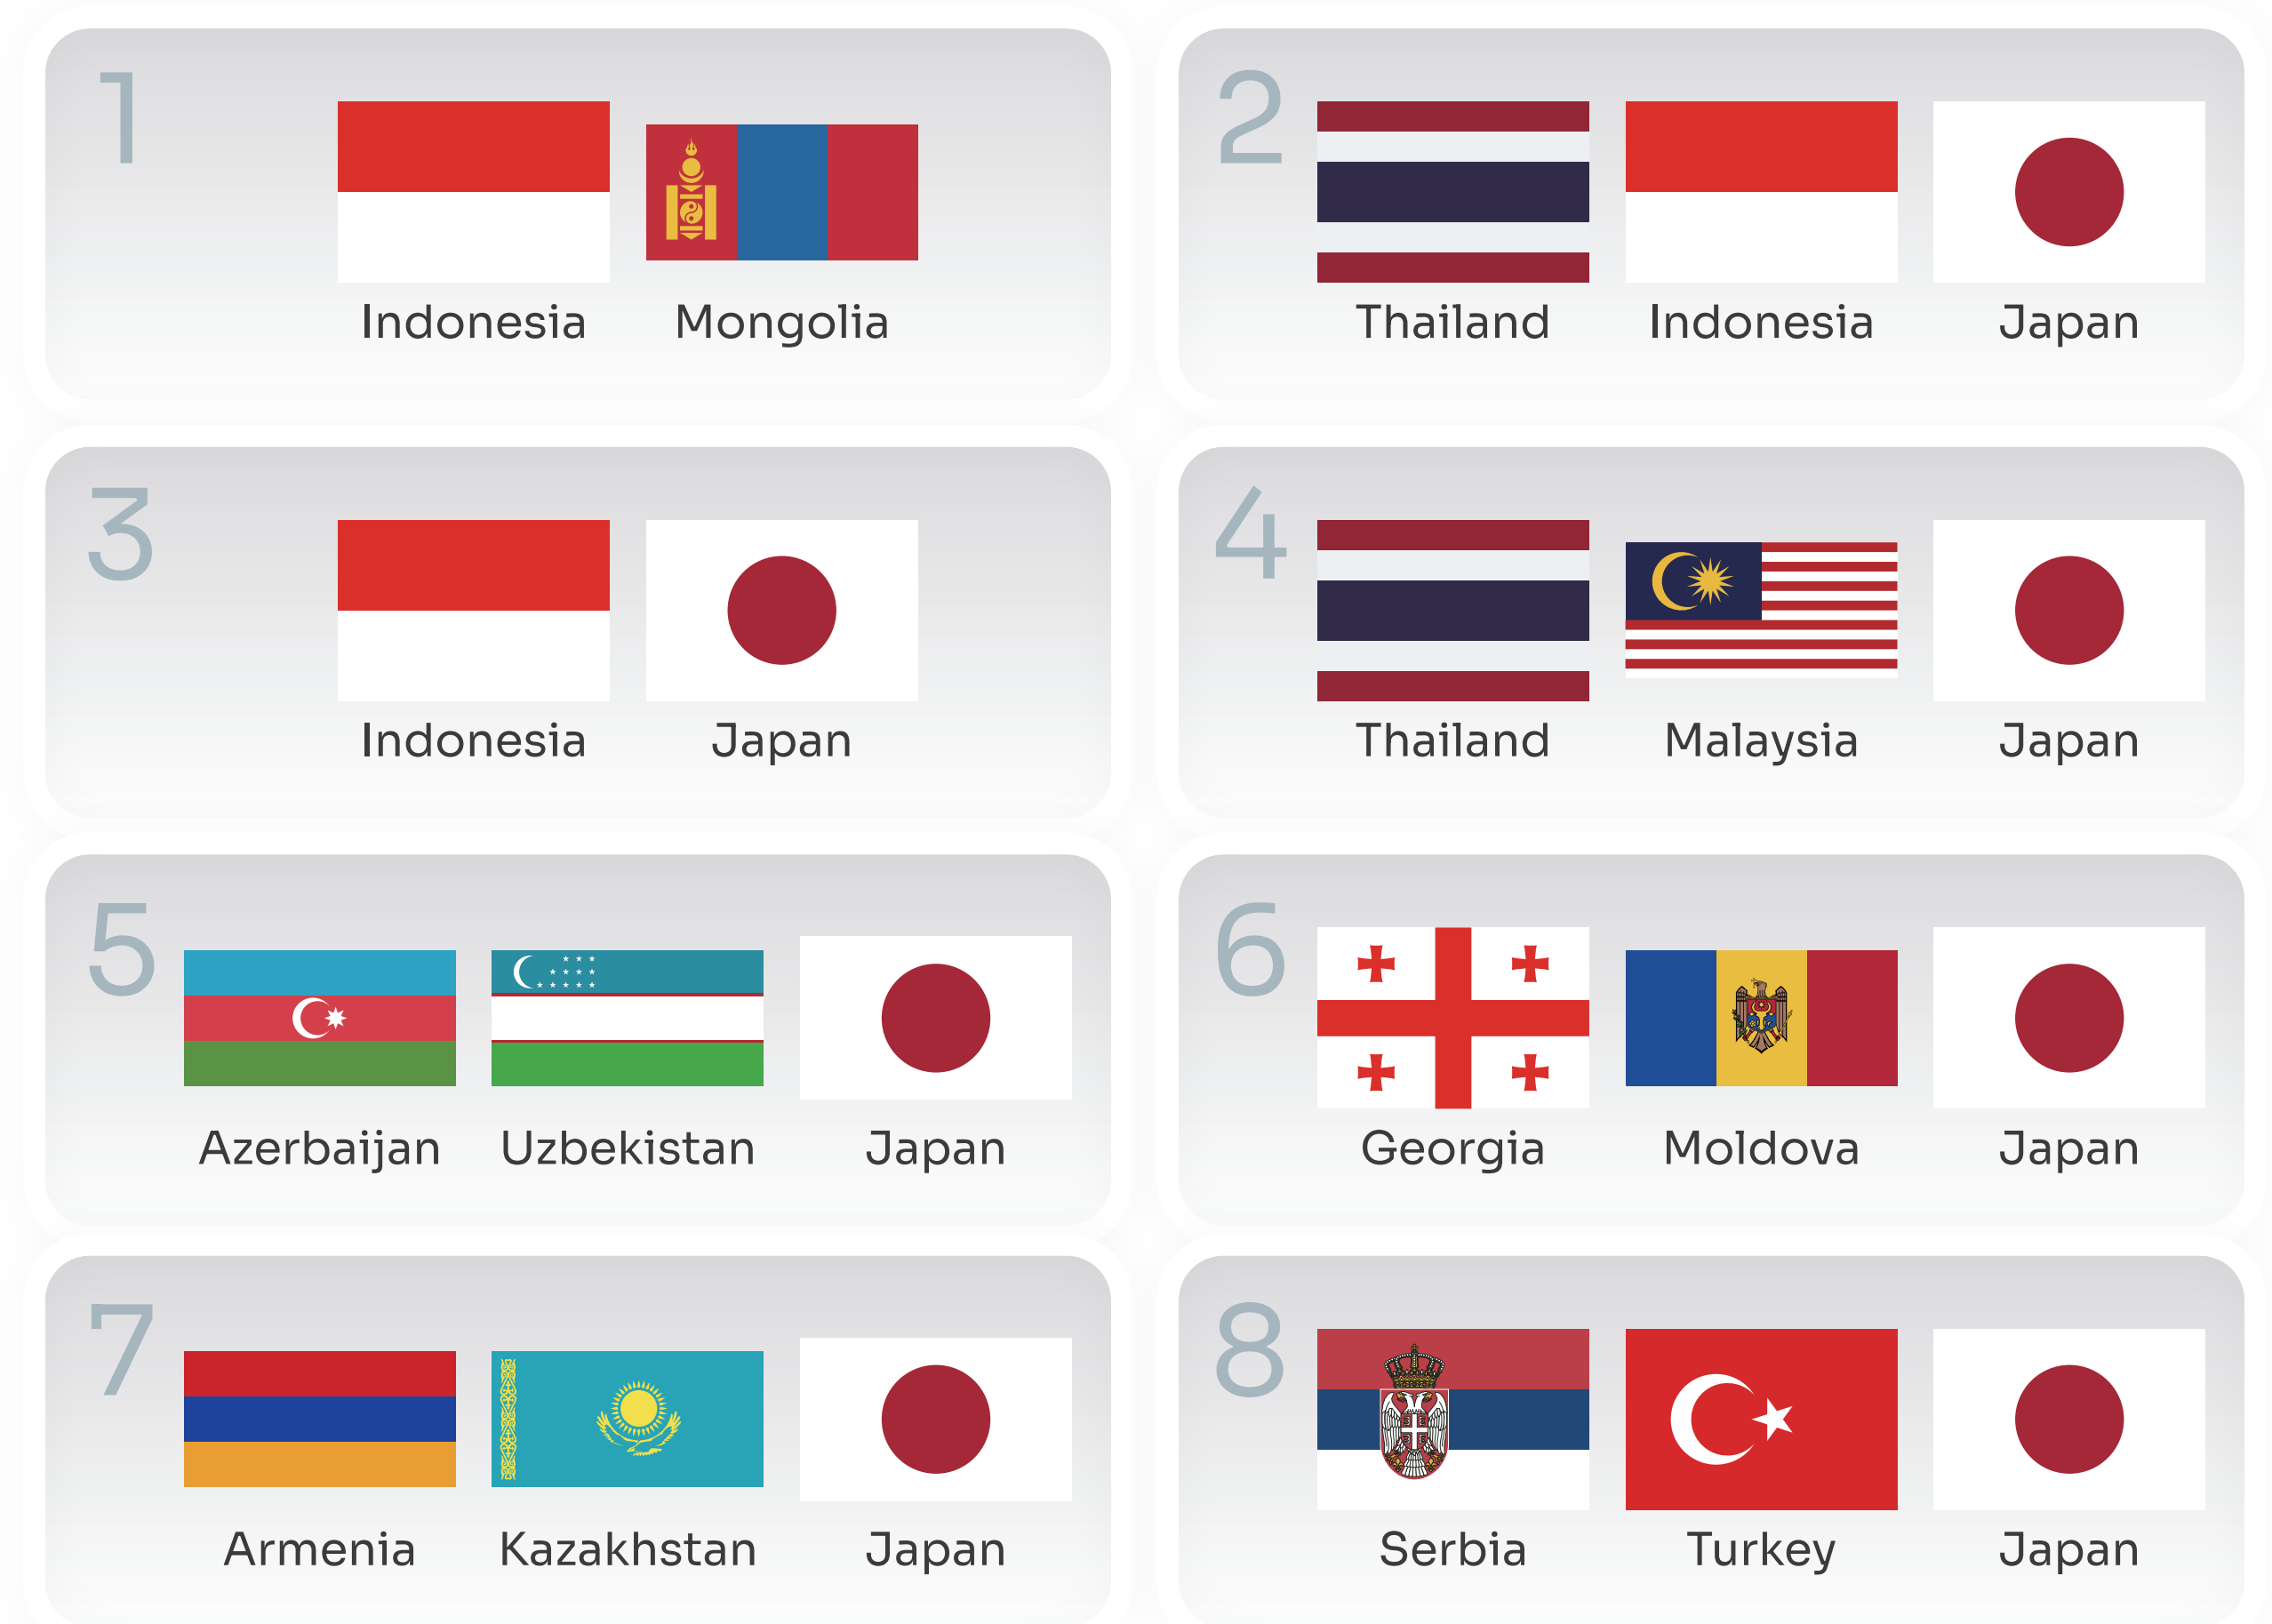 1
Indonesia Mongolia
2
Thailand Indonesia Japan
3
Indonesia Japan
4
Thailand Malaysia Japan
5
Azerbaijan Uzbekistan Japan
6
Georgia Moldova Japan
7
Armenia Kazakhstan Japan
8
Serbia Turkey Japan